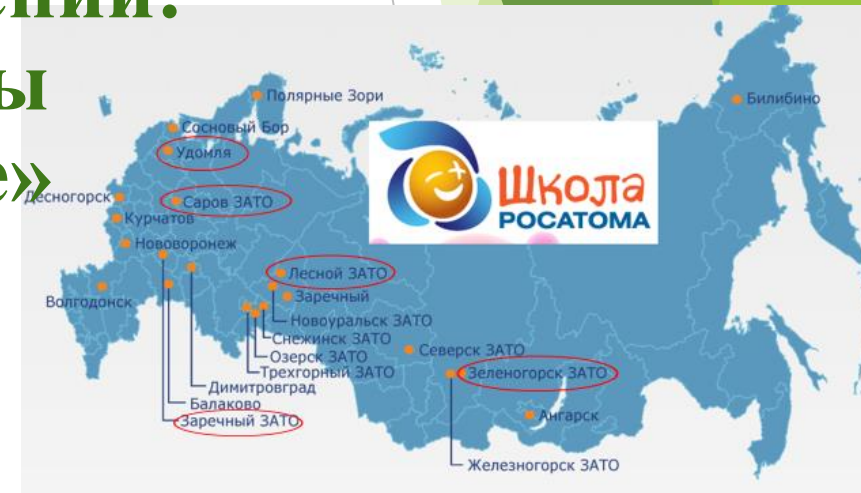 ении:
ы
е»
Полярные Зори
Билибино
Сосновый Бор
Удомля
Школа
РОСАТОМА
Десногорск
Саров ЗАТО
Курчатов
Нововоронеж
Лесной ЗАТО
Волгодонск
Заречный
Новоуральск ЗАТО
Снежинск ЗАТО
Северск ЗАТО
Озерск ЗАТО
Трехгорный ЗАТО
Зеленогорск ЗАТО
Димитровград
Балаково
Заречный ЗАТО
Ангарск
Железногорск ЗАТО